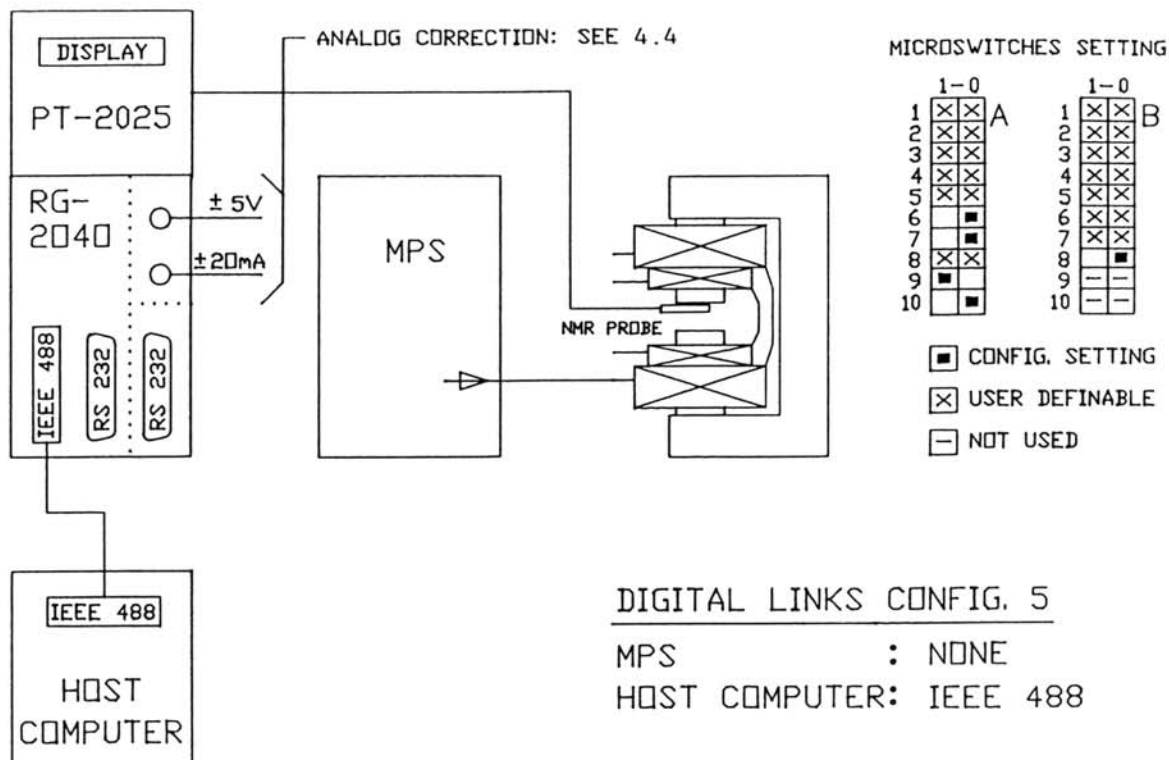 DISPLAY
PT-2025
ANALOG CORRECTION: SEE 4.4
RG-
2040
± 5V
±20mA
IEEE 488
RS 232
RS 232
MPS
NMR PROBE
MICROSWITCHES SETTING
1-0
A
1
2
3
4
5
6
7
8
9
10
1-0
B
1
2
3
4
5
6
7
8
9
10
CONFIG. SETTING
USER DEFINABLE
NOT USED
IEEE 488
HOST
COMPUTER
DIGITAL LINKS CONFIG. 5
MPS : NONE
HOST COMPUTER: IEEE 488